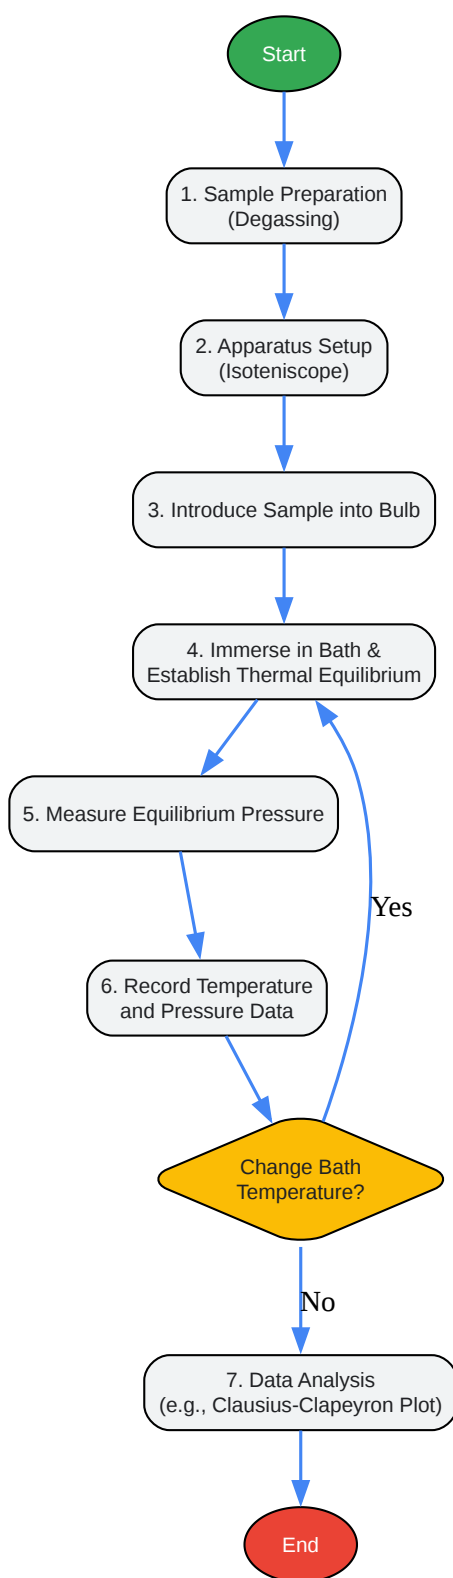 Start
1. Sample Preparation
(Degassing)
2. Apparatus Setup
(Isoteniscope)
3. Introduce Sample into Bulb
4. Immerse in Bath &
Establish Thermal Equilibrium
5. Measure Equilibrium Pressure
Yes
6. Record Temperature
and Pressure Data
Change Bath
Temperature?
No
7. Data Analysis
(e.g., Clausius-Clapeyron Plot)
End